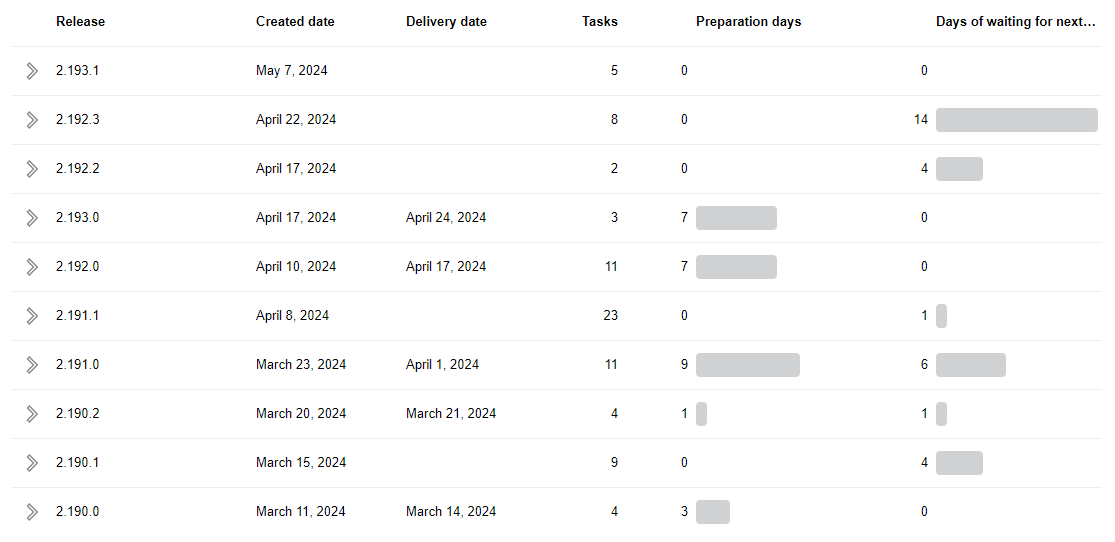 Release Created date Delivery date Tasks Preparation days Days of waiting for next…
2.193.1 May 7, 2024 5 0 0
2.192.3 April 22, 2024 8 0 14
2.192.2 April 17, 2024 2 0 4
2.193.0 April 17, 2024 April 24, 2024 3 7 0
2.192.0 April 10, 2024 April 17, 2024 11 7 0
2.191.1 April 8, 2024 23 0 1
2.191.0 March 23, 2024 April 1, 2024 11 9 6
2.190.2 March 20, 2024 March 21, 2024 4 1 1
2.190.1 March 15, 2024 9 0 4
2.190.0 March 11, 2024 March 14, 2024 4 3 0